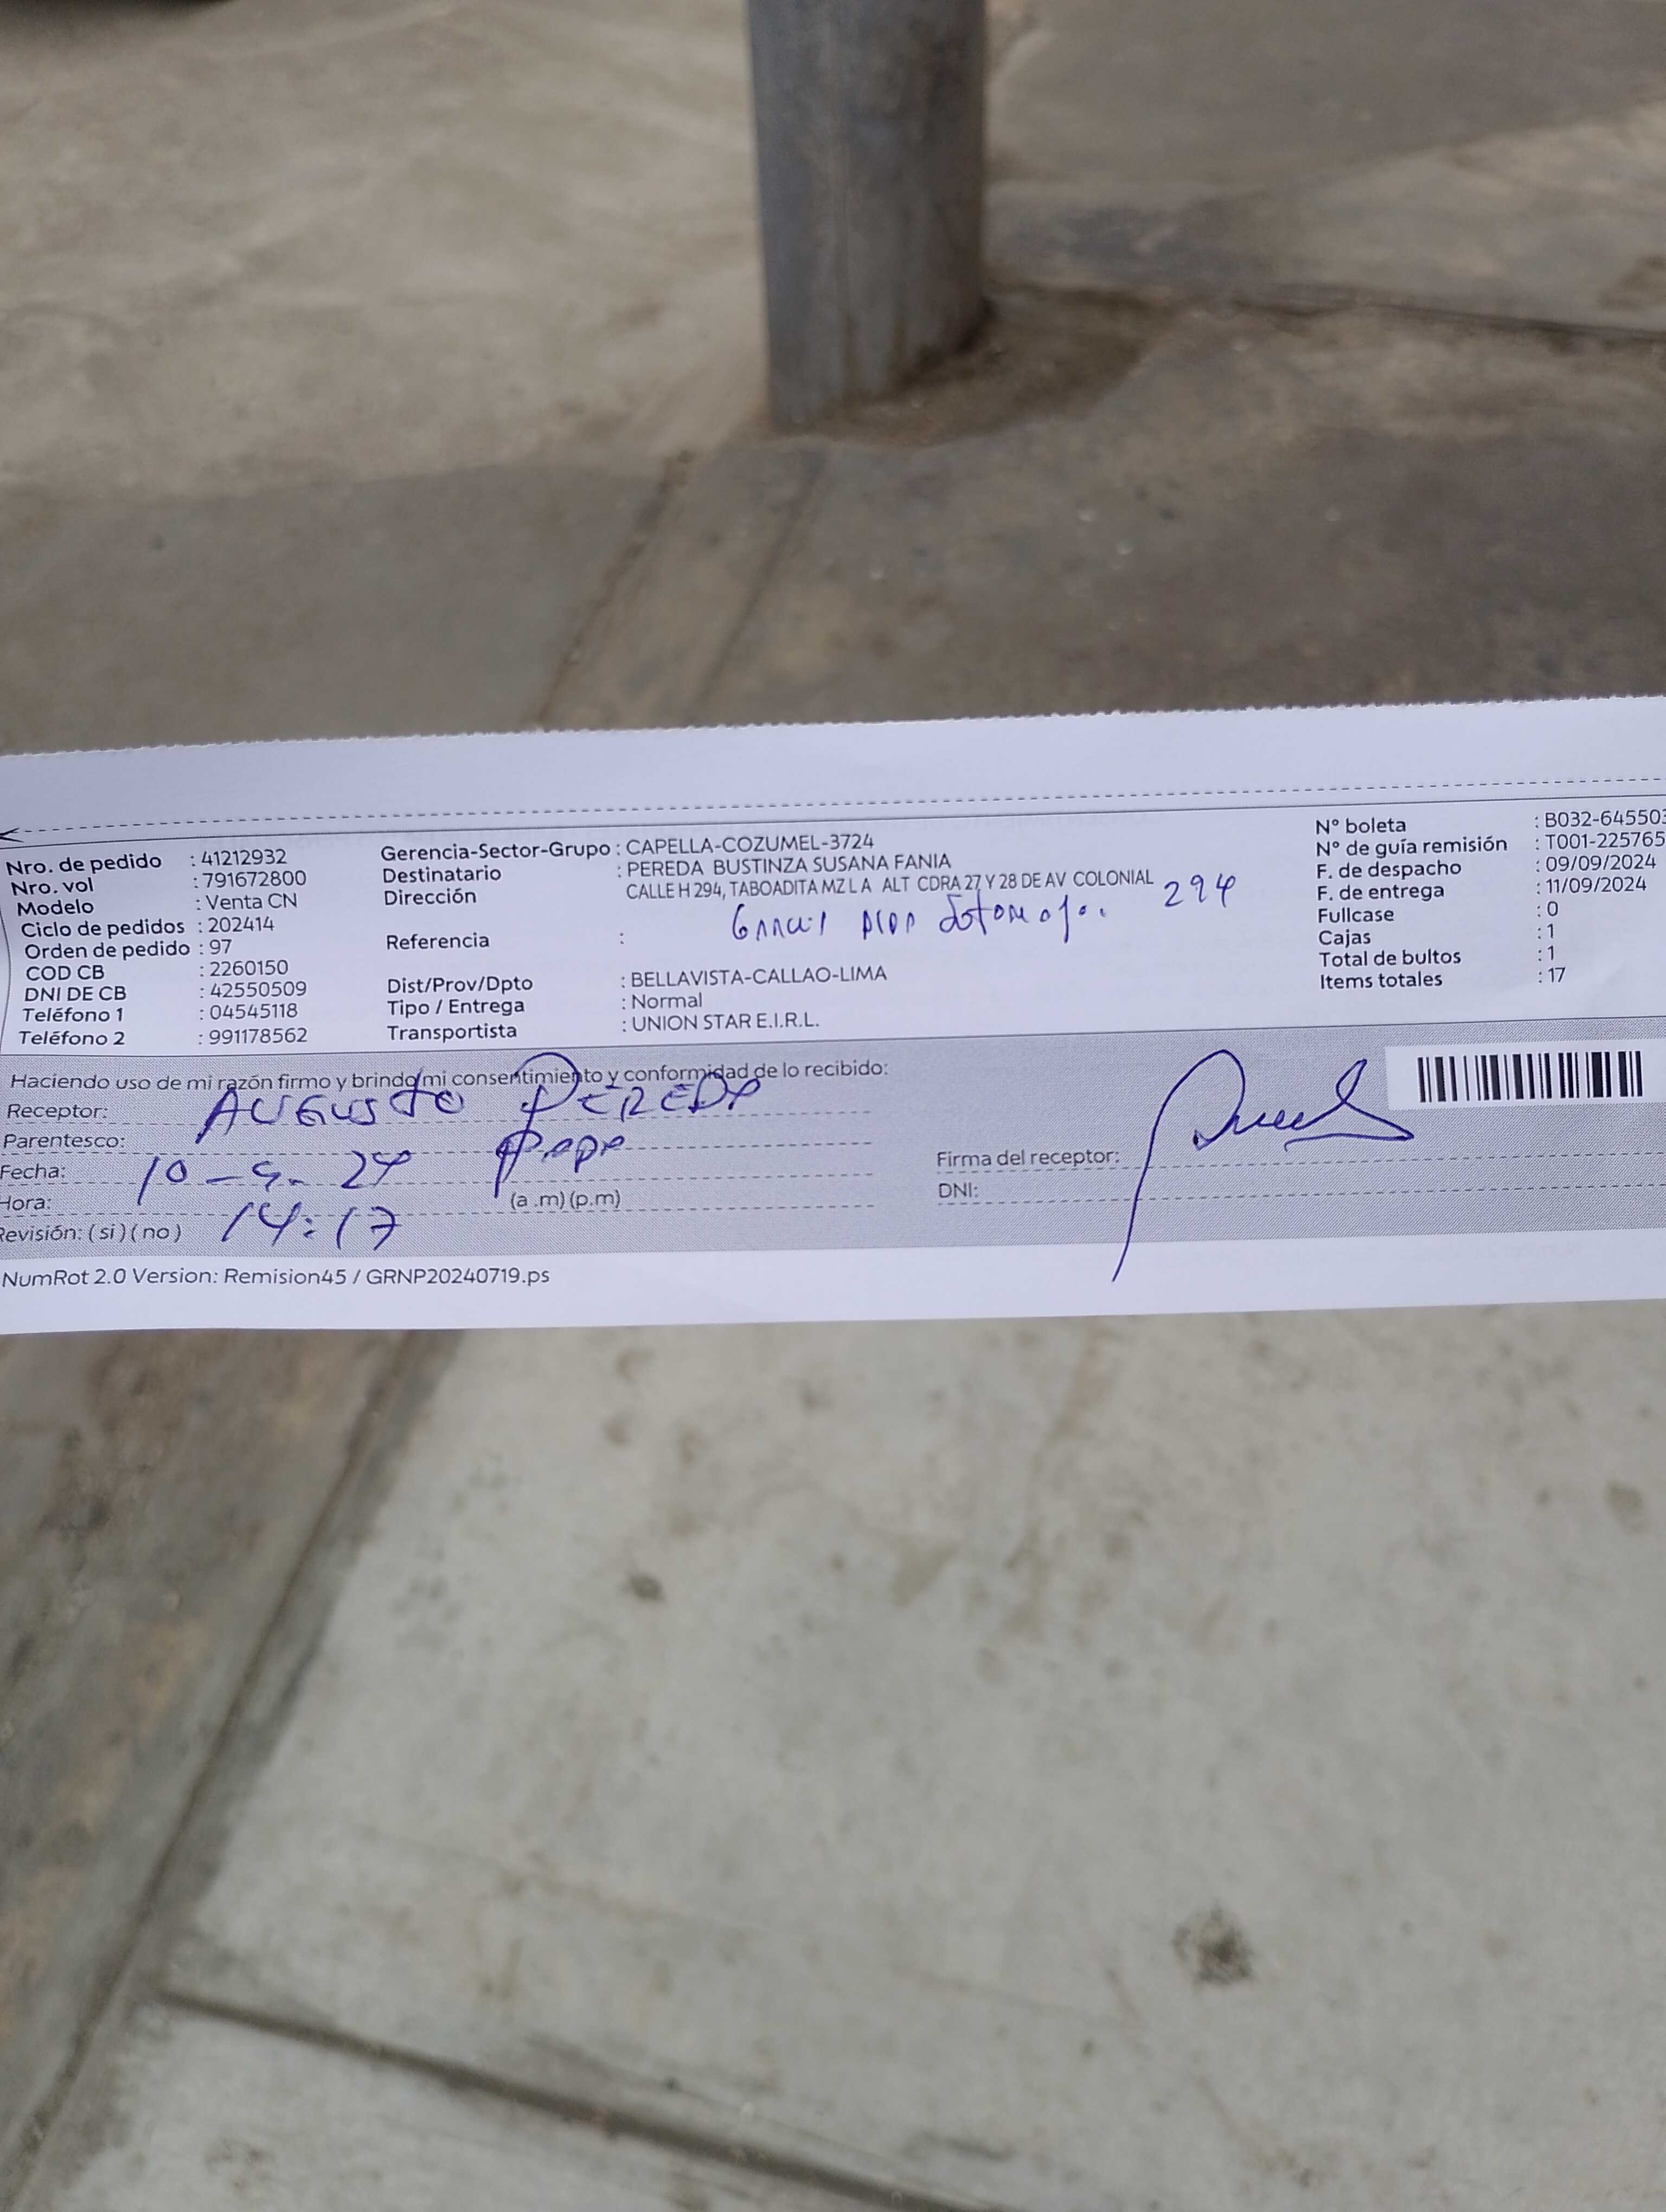 Nro. de pedido : 41212932
Nro. vol : 791672800
Modelo : Venta CN
Ciclo de pedidos : 202414
Orden de pedido : 97
COD CB : 2260150
DNI DE CB : 42550509
Teléfono 1 : 04545118
Teléfono 2 : 991178562
Gerencia-Sector-Grupo : CAPELLA-COZUMEL-3724
Destinatario : PEREDA BUSTINZA SUSANA FANIA
Dirección CALLE H 294, TABOADITA MZ L A ALT CDRA 27 Y 28 DE AV COLONIAL
294
Referencia :
Dist/Prov/Dpto : BELLAVISTA-CALLAO-LIMA
Tipo / Entrega : Normal
Transportista : UNION STAR E.I.R.L.
N° boleta : B032-645503
N° de guía remisión : T001-225765
F. de despacho : 09/09/2024
F. de entrega : 11/09/2024
Fullcase : 0
Cajas : 1
Total de bultos : 1
Items totales : 17
Haciendo uso de mi razón firmo y brindo mi consentimiento y conformidad de lo recibido:
Receptor: AUGUSTO PEREDA
Parentesco: Papa
Fecha: 10-9-24
Hora: 14:17 (a .m) (p.m)
Revisión: ( si ) ( no )
Firma del receptor:
DNI:
NumRot 2.0 Version: Remision45 / GRNP20240719.ps